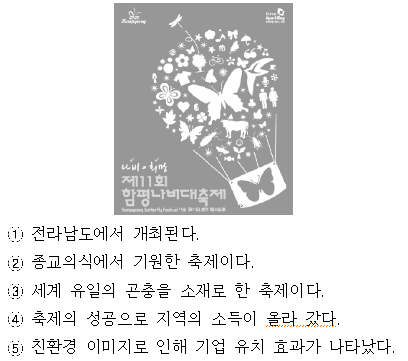 나비의 희망
제11회
함평나비대축제
① 전라남도에서 개최된다.
② 종교의식에서 기원한 축제이다.
③ 세계 유일의 곤충을 소재로 한 축제이다.
④ 축제의 성공으로 지역의 소득이 올라 갔다.
⑤ 친환경 이미지로 인해 기업 유치 효과가 나타났다.